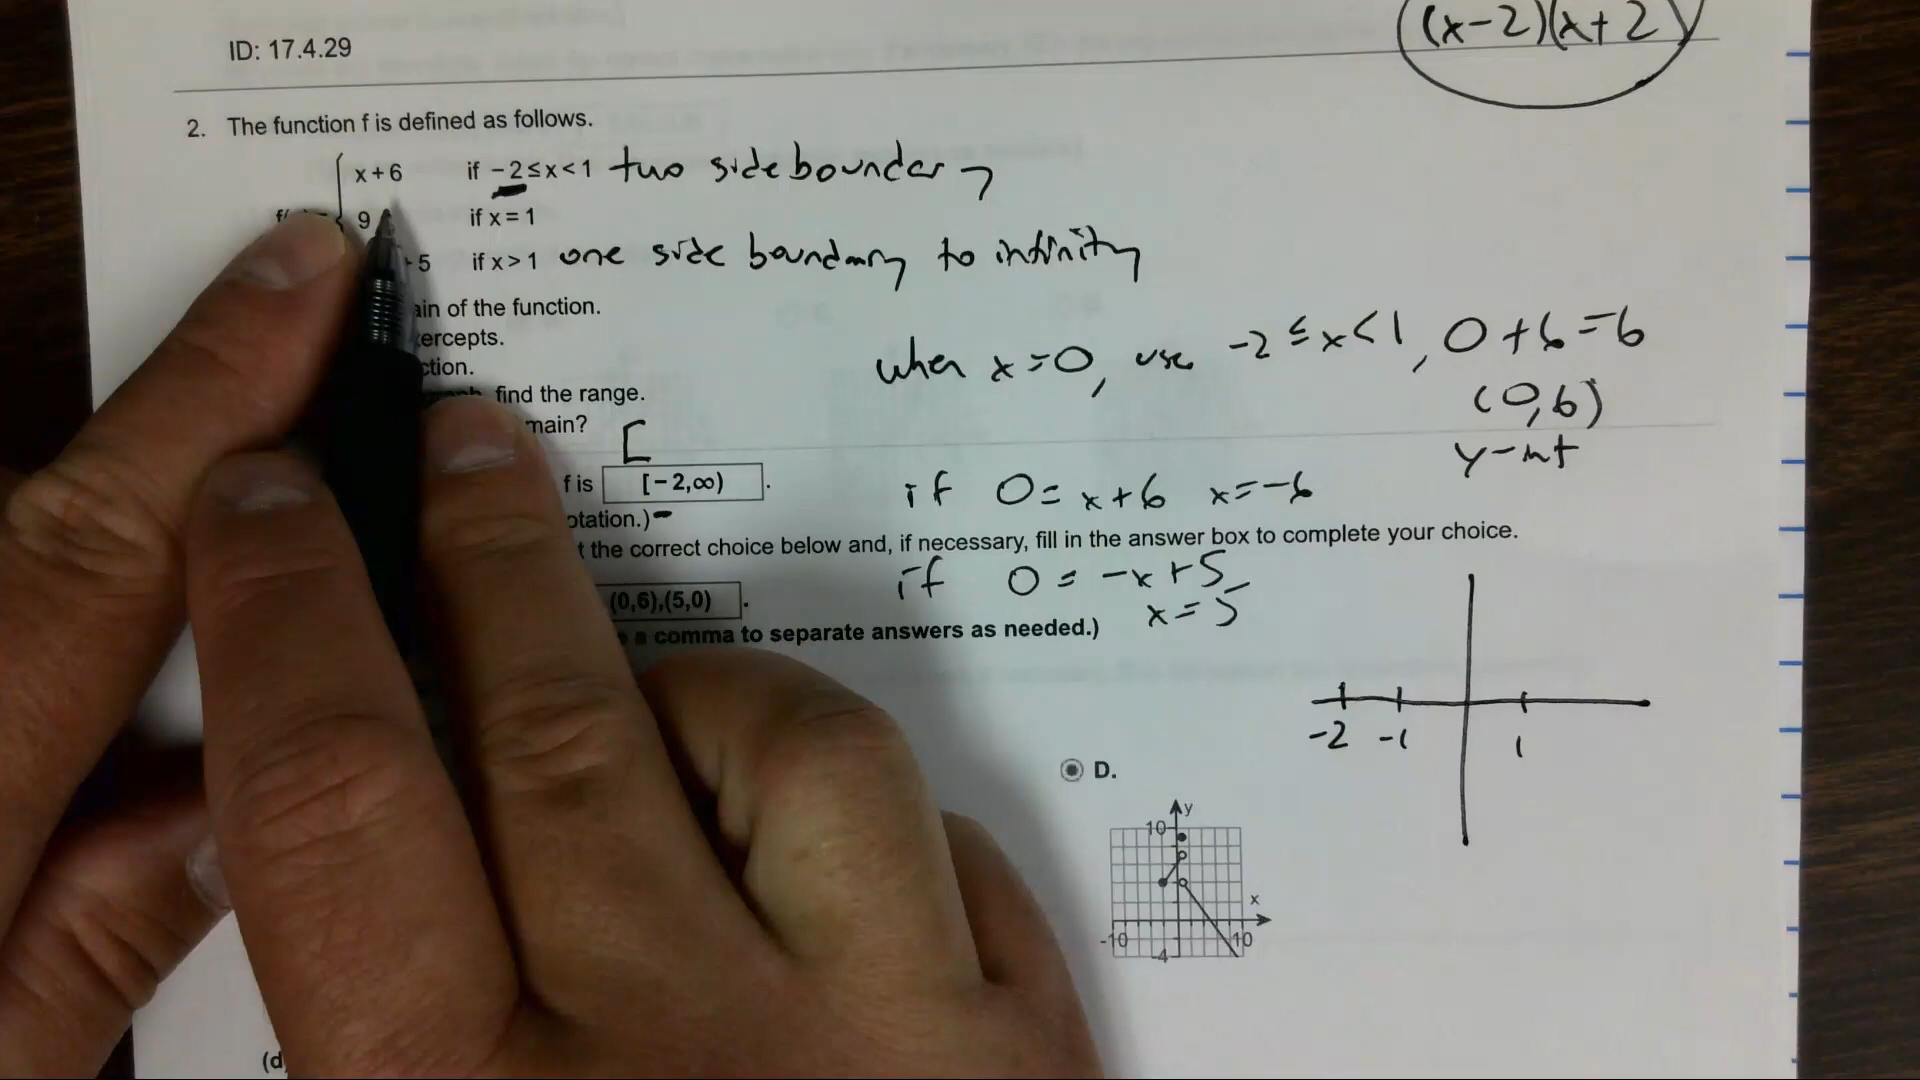 (x-2)(x+2)
ID: 17.4.29
2. The function f is defined as follows.
x+6 if -2≤x<1 two side boundary
9 if x=1
+5 if x>1 one side boundary to infinity
ain of the function.
ercepts.
ction.
find the range.
main?
[
when x=0, use -2≤x<1, 0+6=6
(0,6)
y-int
f is [-2,∞).
otation.)
if 0=x+6 x=-6
t the correct choice below and, if necessary, fill in the answer box to complete your choice.
if 0=-x+5
x=5
(0,6),(5,0).
a comma to separate answers as needed.)
-2 -1 1
D.
y
10
x
-10 10
-4
(d